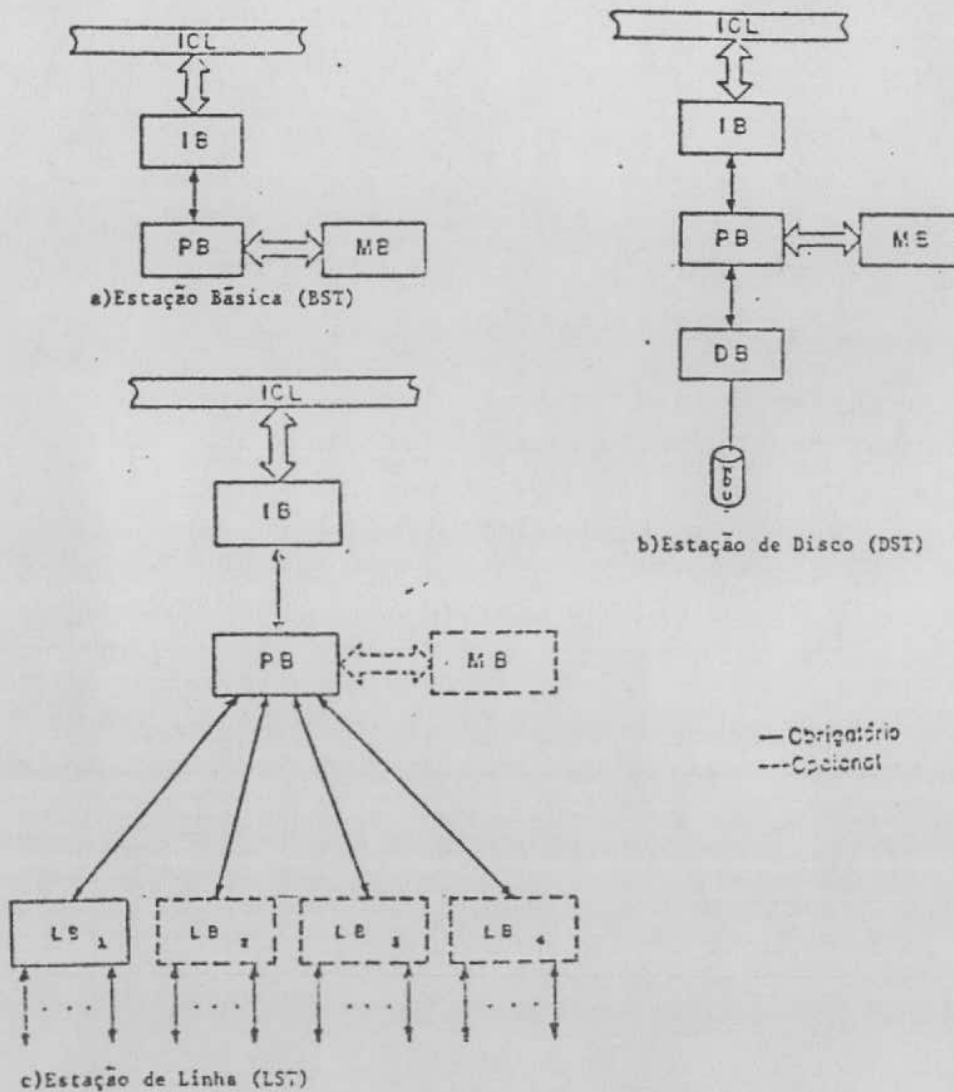 ICL
IB
PB
MB
a)Estação Básica (BST)
ICL
IB
PB
MB
DB
b)Estação de Disco (DST)
ICL
IB
PB
MB
Obrigatório
Opcional
LB 1
LB 2
LB 3
LB 4
c)Estação de Linha (LST)